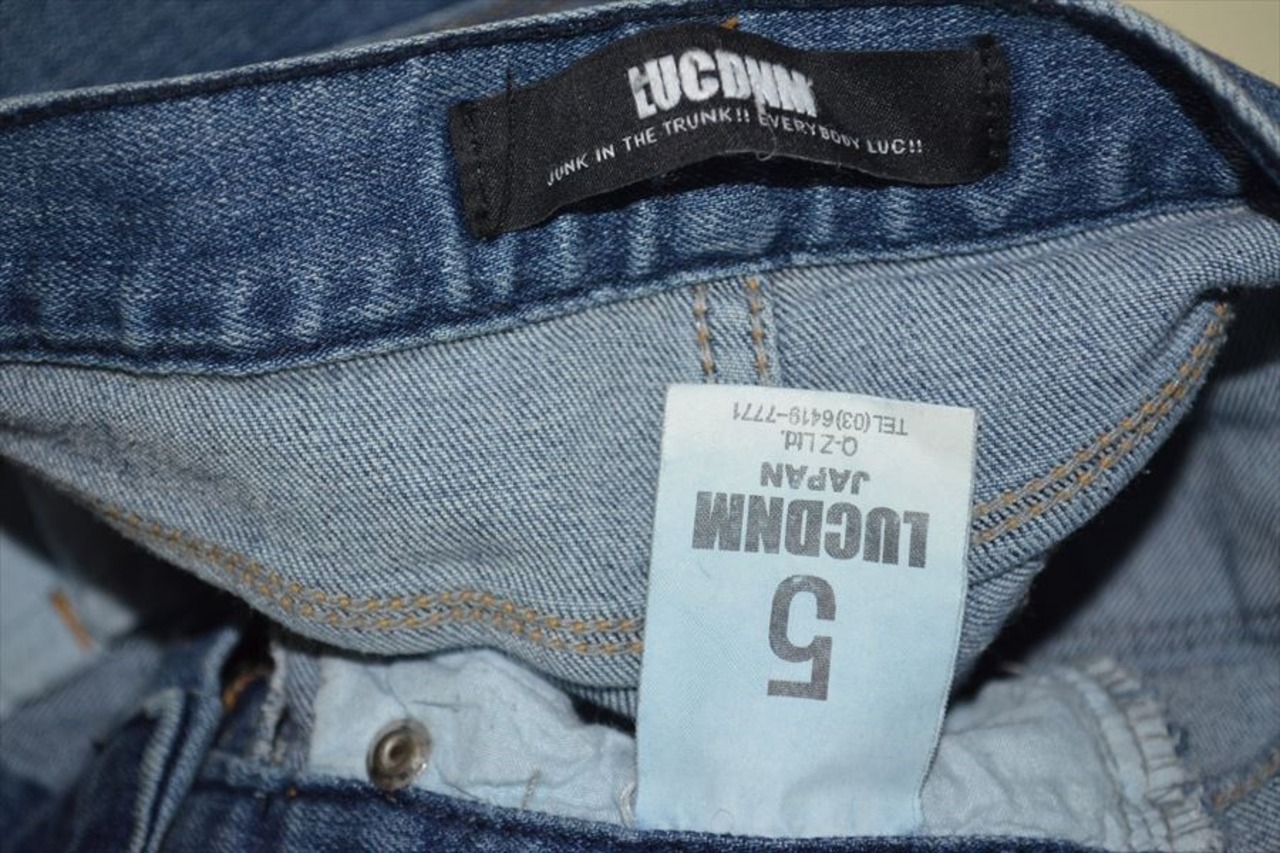 LUCDNM
JUNK IN THE TRUNK!! EVERYBODY LUC!!
5
LUCDNM
JAPAN
Q-Z Ltd.
TEL(03)6419-7771